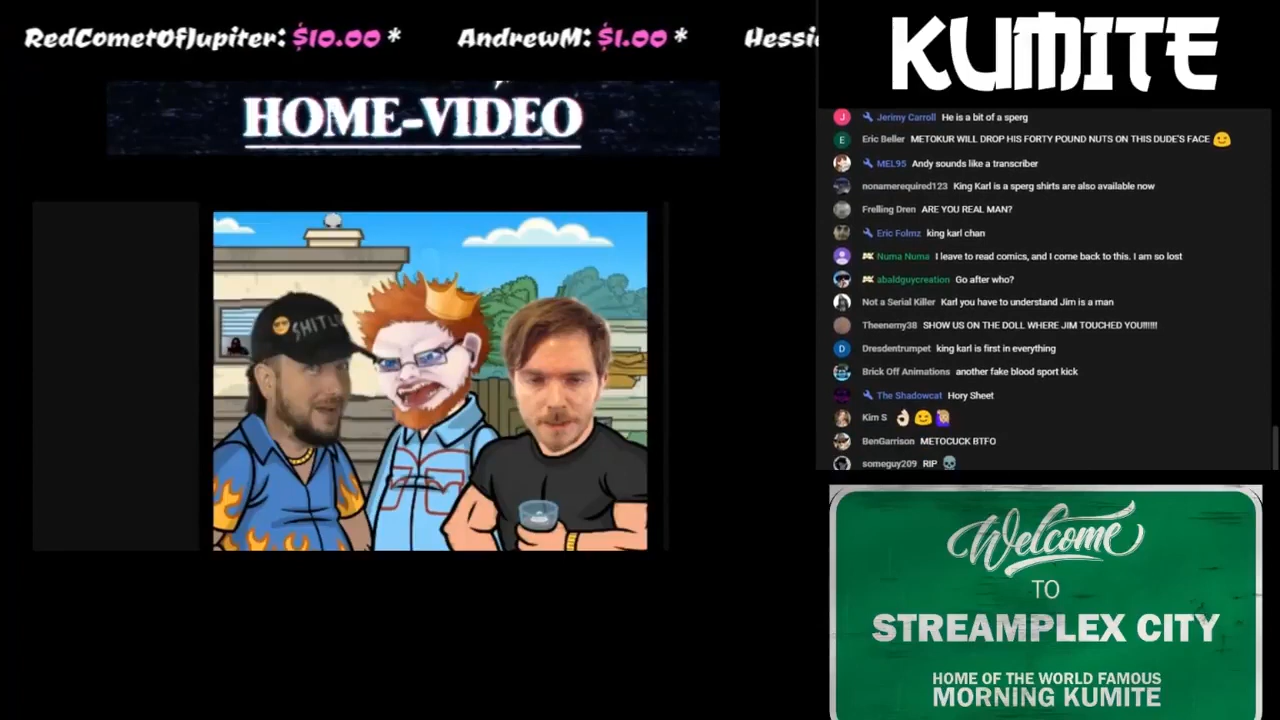 RedCometOfJupiter: $10.00 * AndrewM: $1.00 *
KUMITE
HOME-VIDEO
Jerimy Carroll He is a bit of a sperg
Eric Beller METOKUR WILL DROP HIS FORTY POUND NUTS ON THIS DUDE'S FACE
MEL95 Andy sounds like a transcriber
nonamerequired123 King Karl is a sperg shirts are also available now
Frelling Dren ARE YOU REAL MAN?
Eric Folmz king karl chan
Numa Numa I leave to read comics, and I come back to this. I am so lost
abaldguycreation Go after who?
Not a Serial Killer Karl you have to understand Jim is a man
Theenemy38 SHOW US ON THE DOLL WHERE JIM TOUCHED YOU!!!!!!
Dresdentrumpet king karl is first in everything
Brick Off Animations another fake blood sport kick
The Shadowcat Hory Sheet
Kim S
BenGarrison METOCUCK BTFO
someguy209 RIP
Welcome
TO
STREAMPLEX CITY
HOME OF THE WORLD FAMOUS
MORNING KUMITE